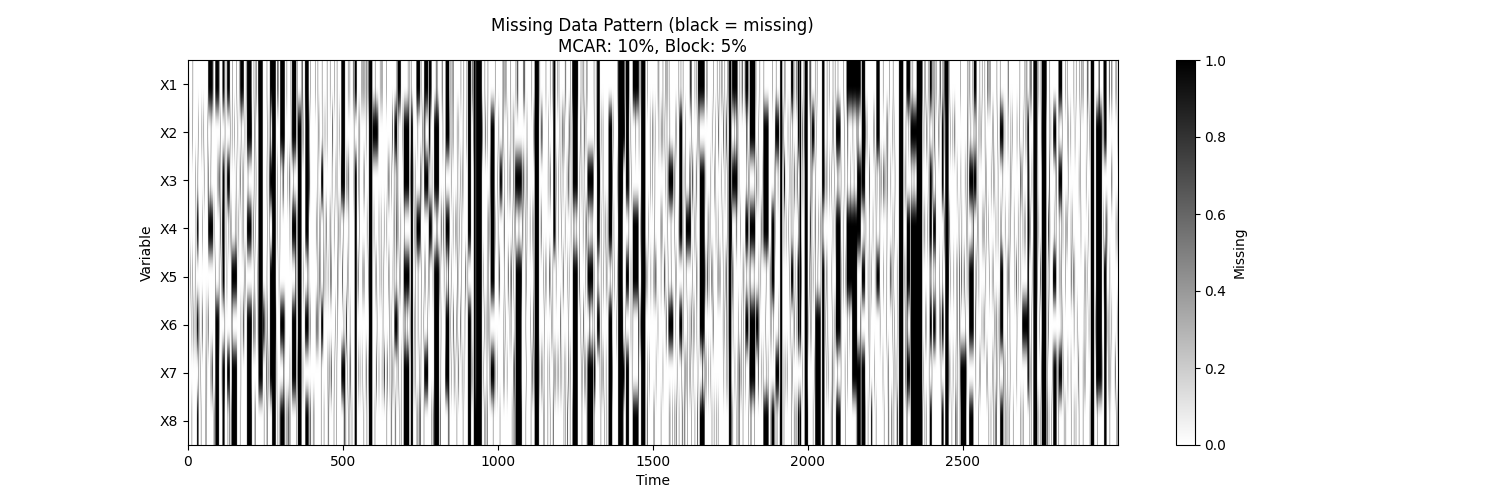 Missing Data Pattern (black = missing)
MCAR: 10%, Block: 5%
Variable
X1
X2
X3
X4
X5
X6
X7
X8
0 500 1000 1500 2000 2500
Time
1.0
0.8
0.6
0.4
0.2
0.0
Missing